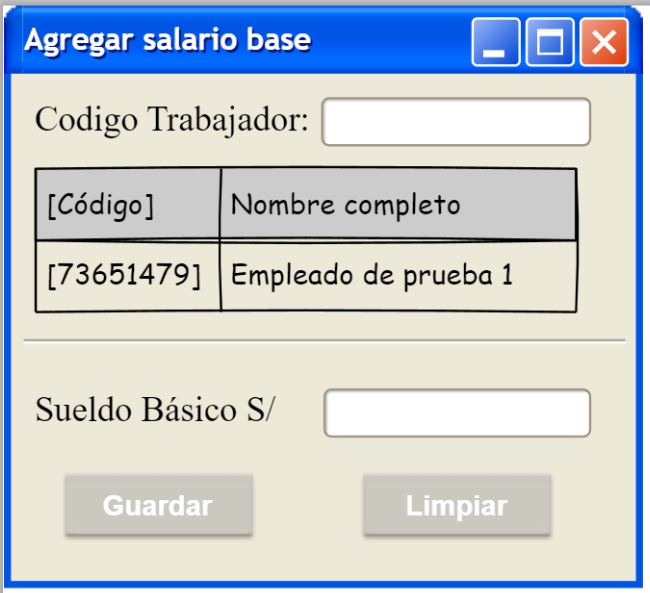 Agregar salario base
Codigo Trabajador:
[Código] Nombre completo
[73651479] Empleado de prueba 1
Sueldo Básico S/
Guardar Limpiar